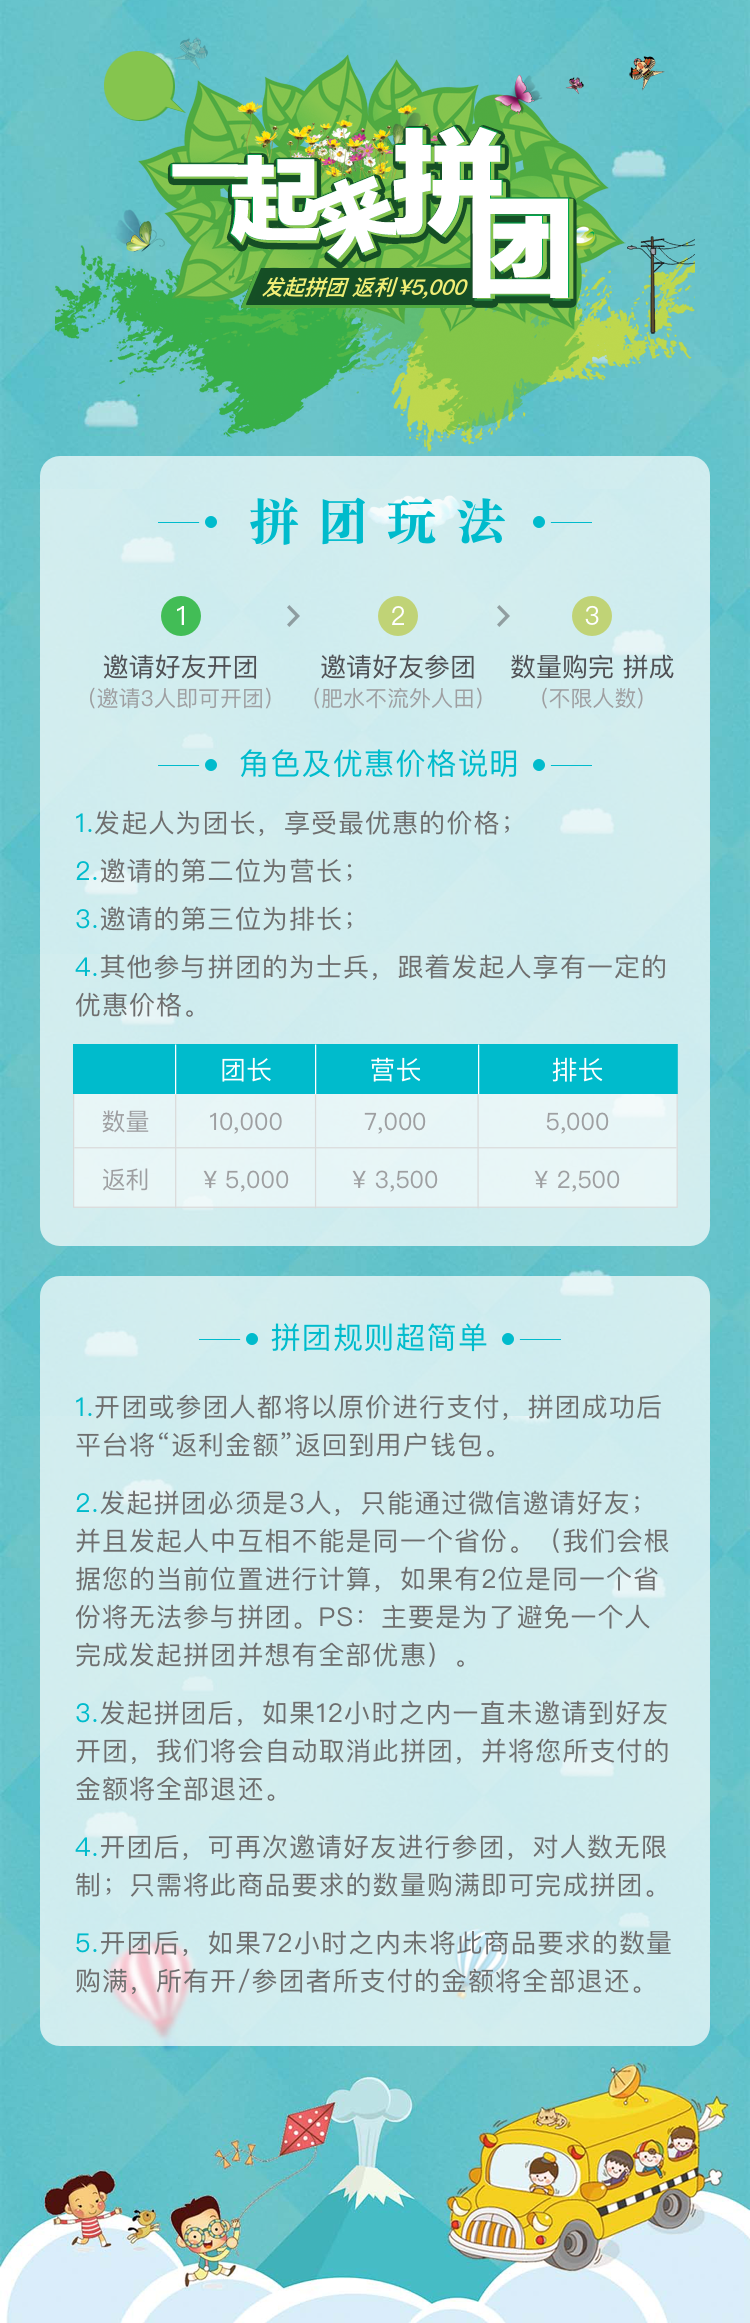 一起来拼团
发起拼团 返利 ¥5,000
拼团玩法
1 > 2 > 3
邀请好友开团 邀请好友参团 数量购完 拼成
（邀请3人即可开团） （肥水不流外人田） （不限人数）
角色及优惠价格说明
1.发起人为团长，享受最优惠的价格；
2.邀请的第二位为营长；
3.邀请的第三位为排长；
4.其他参与拼团的为士兵，跟着发起人享有一定的
优惠价格。
团长 营长 排长
数量 10,000 7,000 5,000
返利 ¥ 5,000 ¥ 3,500 ¥ 2,500
拼团规则超简单
1.开团或参团人都将以原价进行支付，拼团成功后
平台将“返利金额”返回到用户钱包。
2.发起拼团必须是3人，只能通过微信邀请好友；
并且发起人中互相不能是同一个省份。（我们会根
据您的当前位置进行计算，如果有2位是同一个省
份将无法参与拼团。PS：主要是为了避免一个人
完成发起拼团并想有全部优惠）。
3.发起拼团后，如果12小时之内一直未邀请到好友
开团，我们将会自动取消此拼团，并将您所支付的
金额将全部退还。
4.开团后，可再次邀请好友进行参团，对人数无限
制；只需将此商品要求的数量购满即可完成拼团。
5.开团后，如果72小时之内未将此商品要求的数量
购满，所有开/参团者所支付的金额将全部退还。